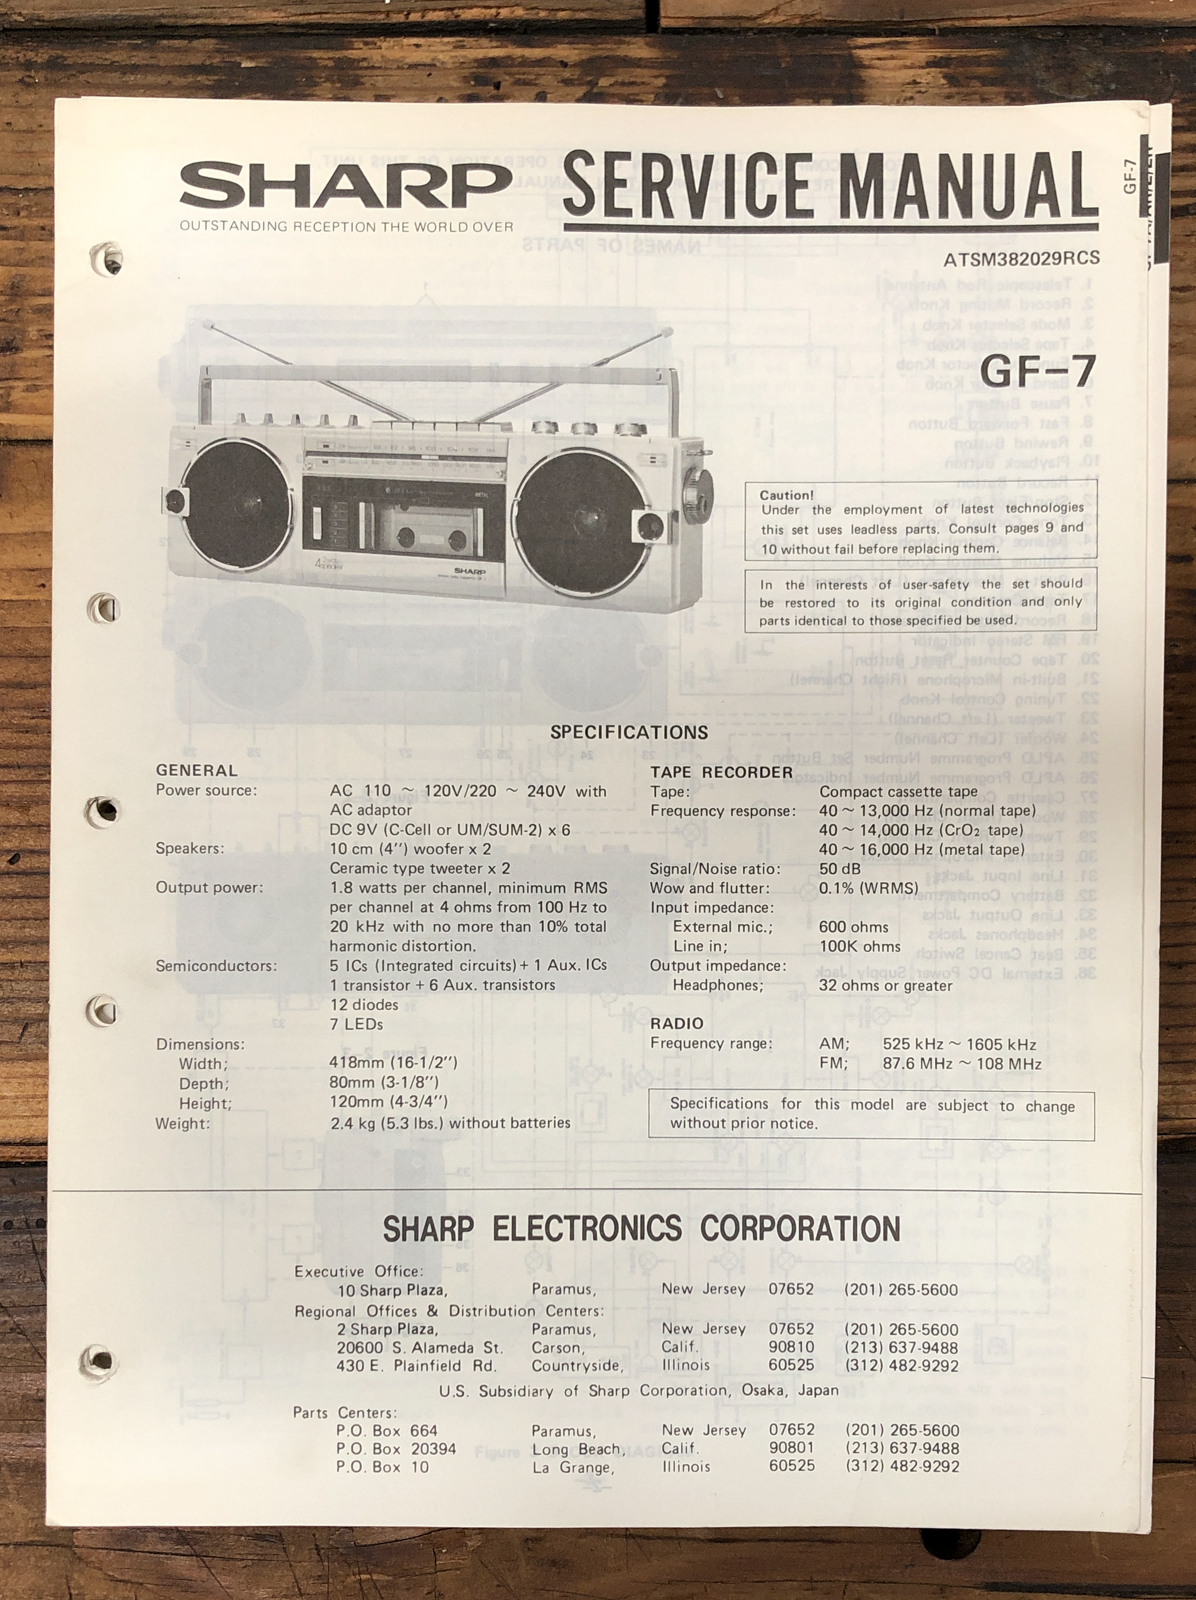 SHARP
OUTSTANDING RECEPTION THE WORLD OVER
SERVICE MANUAL
GF-7
ATSM382029RCS
GF-7
Caution!
Under the employment of latest technologies
this set uses leadless parts. Consult pages 9 and
10 without fail before replacing them.
In the interests of user-safety the set should
be restored to its original condition and only
parts identical to those specified be used.
SHARP
SPECIFICATIONS
GENERAL
Power source: AC 110 ~ 120V/220 ~ 240V with
AC adaptor
DC 9V (C-Cell or UM/SUM-2) x 6
Speakers: 10 cm (4") woofer x 2
Ceramic type tweeter x 2
Output power: 1.8 watts per channel, minimum RMS
per channel at 4 ohms from 100 Hz to
20 kHz with no more than 10% total
harmonic distortion.
Semiconductors: 5 ICs (Integrated circuits) + 1 Aux. ICs
1 transistor + 6 Aux. transistors
12 diodes
7 LEDs
Dimensions:
Width; 418mm (16-1/2")
Depth; 80mm (3-1/8")
Height; 120mm (4-3/4")
Weight: 2.4 kg (5.3 lbs.) without batteries
TAPE RECORDER
Tape: Compact cassette tape
Frequency response: 40 ~ 13,000 Hz (normal tape)
40 ~ 14,000 Hz (CrO2 tape)
40 ~ 16,000 Hz (metal tape)
Signal/Noise ratio: 50 dB
Wow and flutter: 0.1% (WRMS)
Input impedance:
External mic.; 600 ohms
Line in; 100K ohms
Output impedance:
Headphones; 32 ohms or greater
RADIO
Frequency range: AM; 525 kHz ~ 1605 kHz
FM; 87.6 MHz ~ 108 MHz
Specifications for this model are subject to change
without prior notice.
SHARP ELECTRONICS CORPORATION
Executive Office:
10 Sharp Plaza, Paramus, New Jersey 07652 (201) 265-5600
Regional Offices & Distribution Centers:
2 Sharp Plaza, Paramus, New Jersey 07652 (201) 265-5600
20600 S. Alameda St. Carson, Calif. 90810 (213) 637-9488
430 E. Plainfield Rd. Countryside, Illinois 60525 (312) 482-9292
U.S. Subsidiary of Sharp Corporation, Osaka, Japan
Parts Centers:
P.O. Box 664 Paramus, New Jersey 07652 (201) 265-5600
P.O. Box 20394 Long Beach, Calif. 90801 (213) 637-9488
P.O. Box 10 La Grange, Illinois 60525 (312) 482-9292